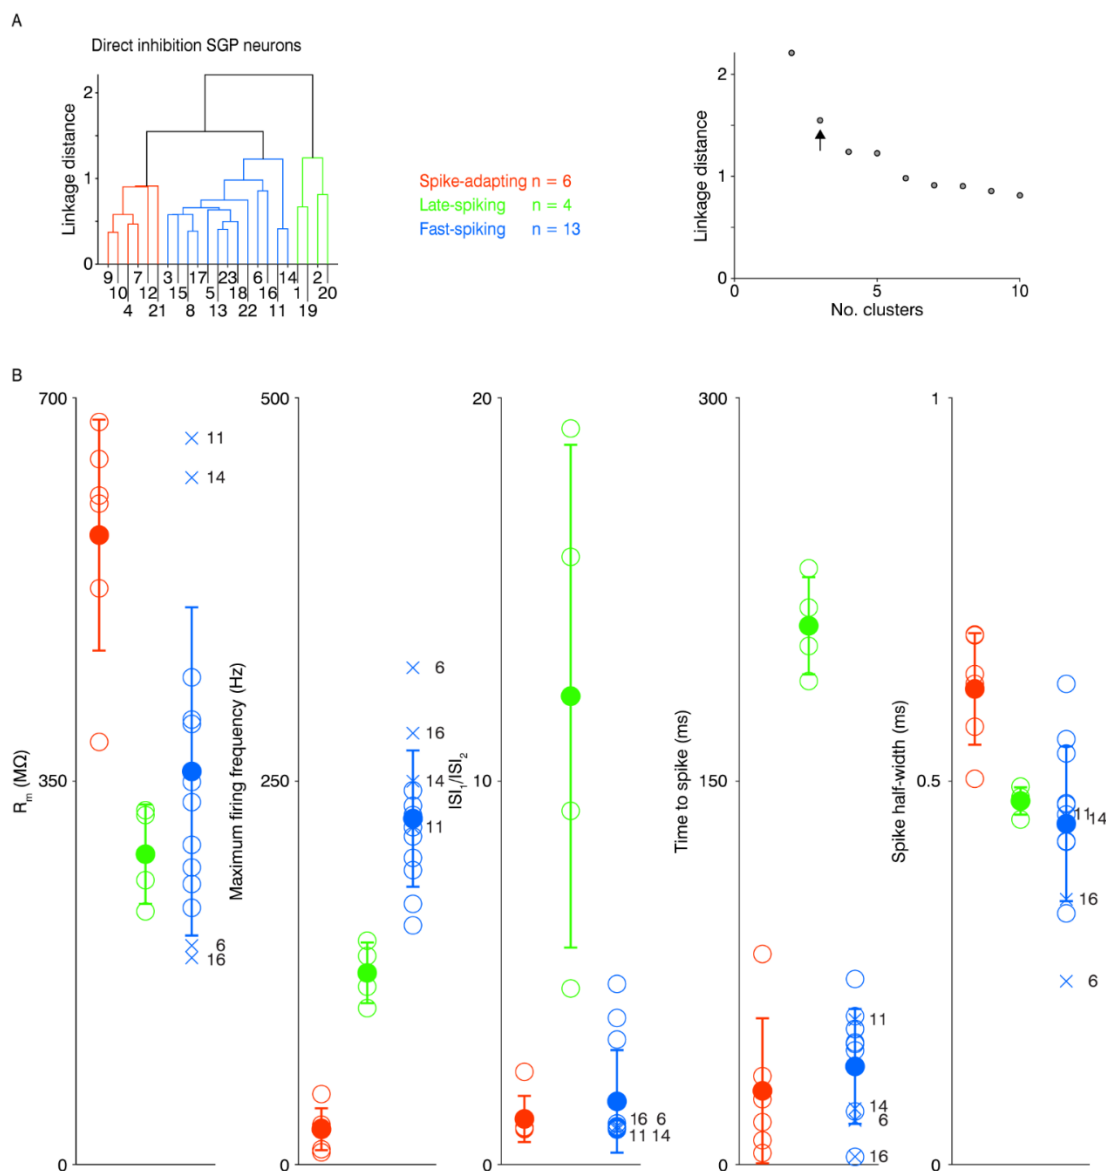 A
Direct inhibition SGP neurons
Linkage distance
2
1
0
9 7 3 17 23 6 14 2
10 12 15 5 18 16 1 20
4 21 8 13 22 11 19
Spike-adapting n = 6
Late-spiking n = 4
Fast-spiking n = 13
Linkage distance
2
1
0
0 5 10
No. clusters
B
Rm (MΩ)
700
350
0
11
14
6
16
Maximum firing frequency (Hz)
500
250
0
6
16
14
11
ISI1/ISI2
20
10
0
16 6
11 14
Time to spike (ms)
300
150
0
11
14
6
16
Spike half-width (ms)
1
0.5
0
11 14
16
6